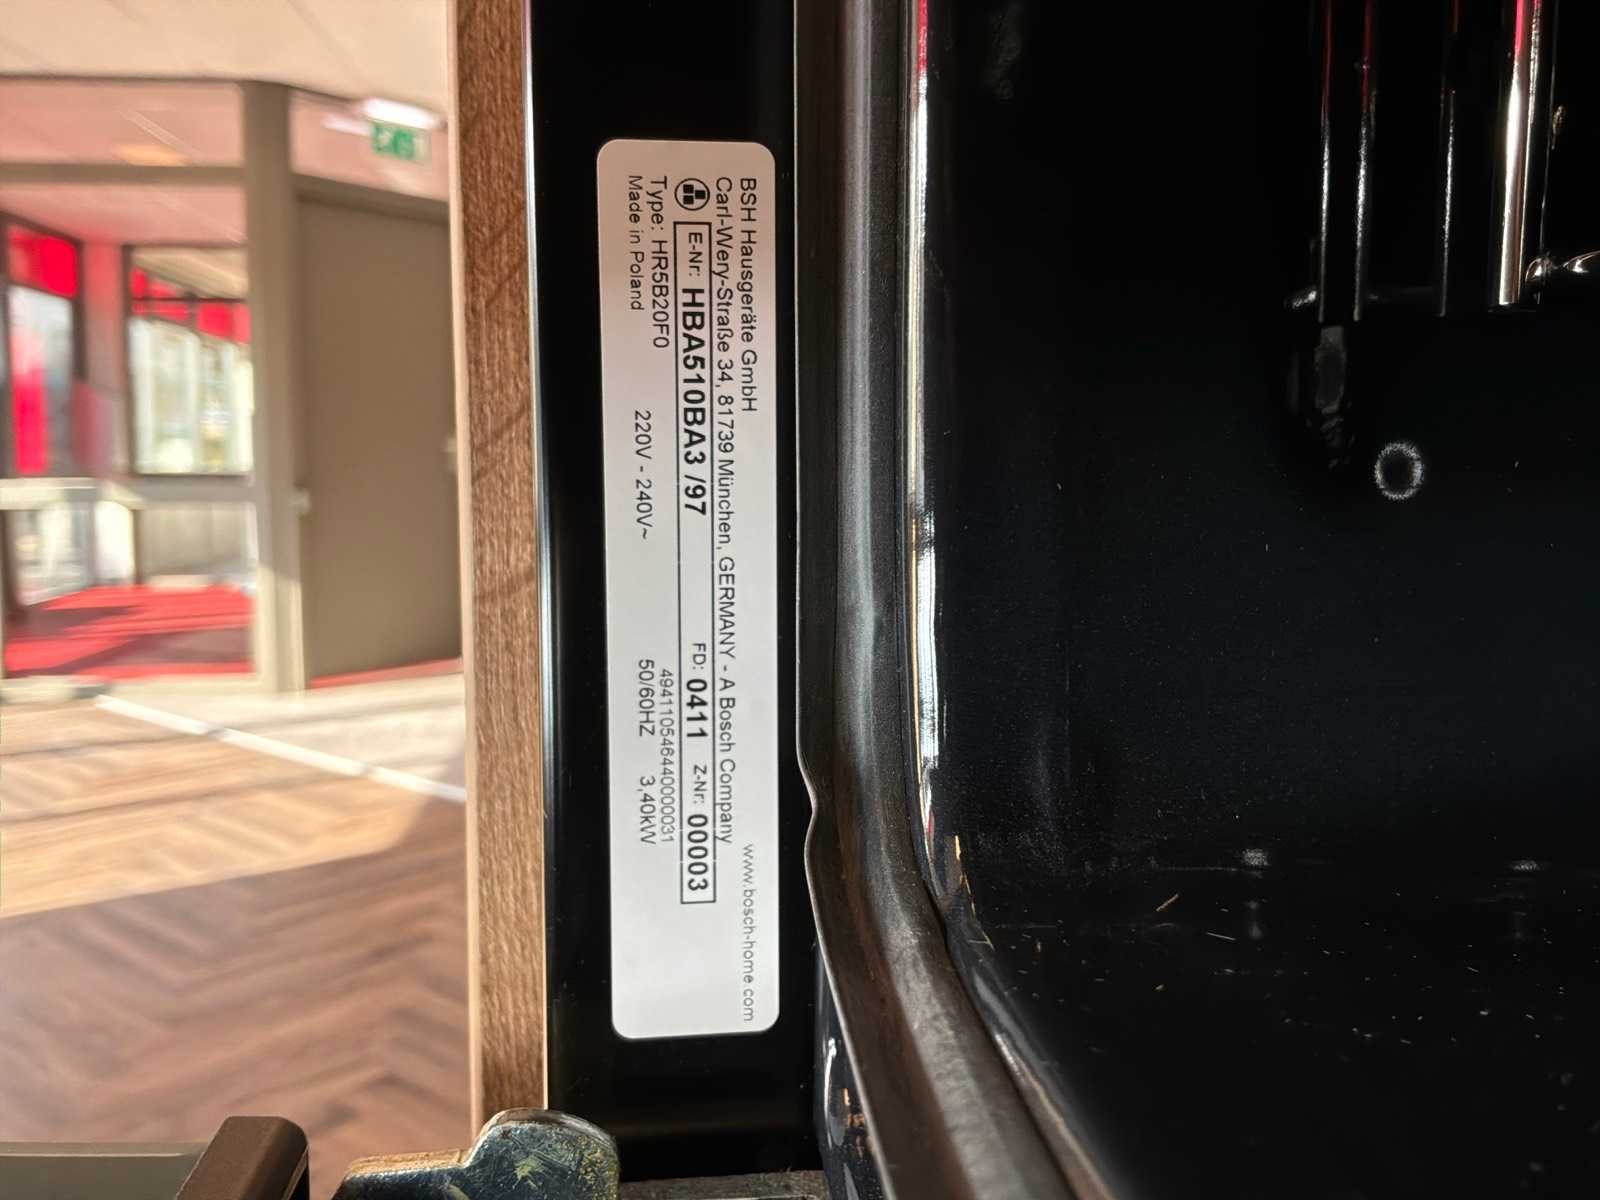 BSH Hausgeräte GmbH
www.bosch-home.com
Carl-Wery-Straße 34, 81739 München, GERMANY - A Bosch Company
E-Nr: HBA510BA3 /97 FD: 0411 Z-Nr: 00003
494110546440000031
Type: HR5B20F0 220V - 240V~ 50/60HZ 3,40kW
Made in Poland